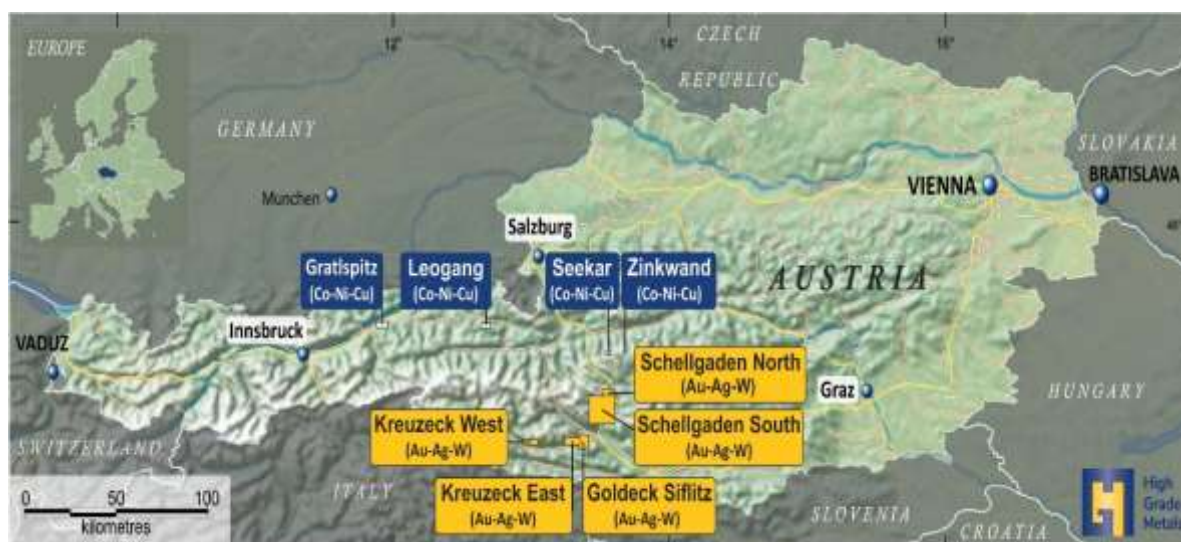 EUROPE
12°
14°
16°
CZECH
REPUBLIC
GERMANY
SLOVAKIA
BRATISLAVA
VIENNA
Munchen
Salzburg
Gratlspitz
(Co-Ni-Cu)
Leogang
(Co-Ni-Cu)
Seekar
(Co-Ni-Cu)
Zinkwand
(Co-Ni-Cu)
AUSTRIA
Innsbruck
VADUZ
Schellgaden North
(Au-Ag-W)
Graz
HUNGARY
Kreuzeck West
(Au-Ag-W)
Schellgaden South
(Au-Ag-W)
SWITZERLAND
ITALY
Kreuzeck East
(Au-Ag-W)
Goldeck Siflitz
(Au-Ag-W)
SLOVENIA
CROATIA
0 50 100
kilometres
High
Grade
Metals